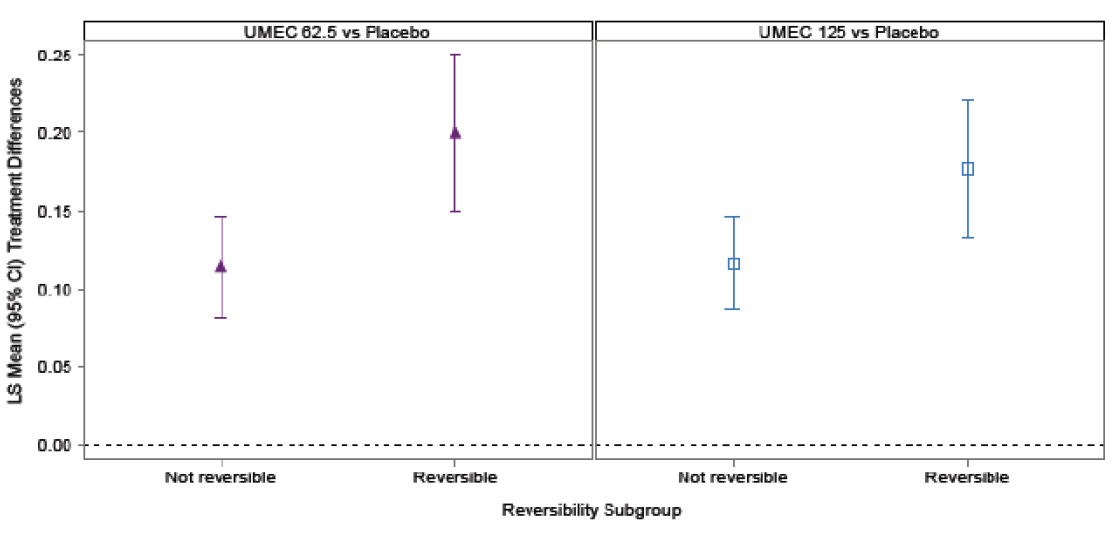 UMEC 62.5 vs Placebo
UMEC 125 vs Placebo
LS Mean (95% CI) Treatment Differences
0.25
0.20
0.15
0.10
0.05
0.00
Not reversible
Reversible
Not reversible
Reversible
Reversibility Subgroup